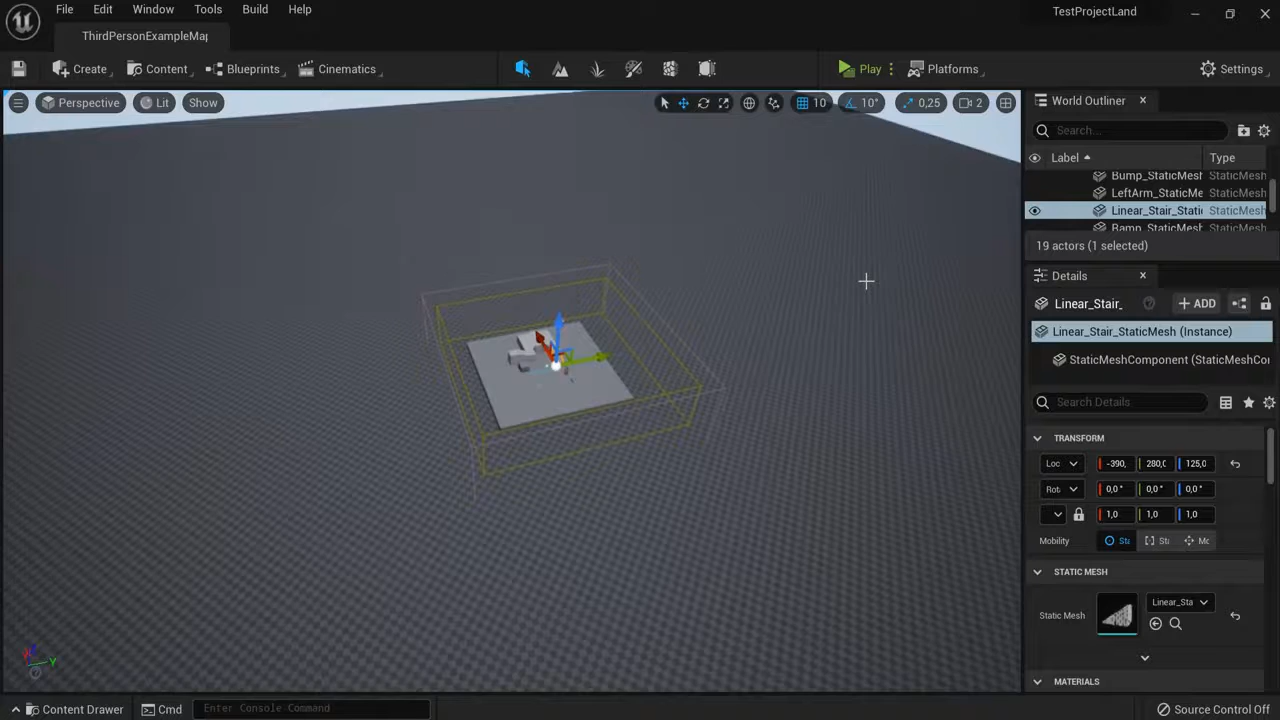 File Edit Window Tools Build Help
TestProjectLand
ThirdPersonExampleMap
Create
Content
Blueprints
Cinematics
Play
Platforms
Settings
Perspective
Lit
Show
10
10°
0,25
2
World Outliner
Search...
Label
Type
Bump_StaticMesh StaticMesh
LeftArm_StaticMe StaticMesh
Linear_Stair_Stati StaticMesh
Ramp_StaticMesh StaticMesh
19 actors (1 selected)
Details
Linear_Stair_
+ ADD
Linear_Stair_StaticMesh (Instance)
StaticMeshComponent (StaticMeshCo
Search Details
TRANSFORM
Loc -390, 280,0 125,0
Rot 0,0° 0,0° 0,0°
1,0 1,0 1,0
Mobility Sta Sta Mo
STATIC MESH
Static Mesh
Linear_Sta
MATERIALS
Y
Content Drawer
Cmd
Enter Console Command
Source Control Off